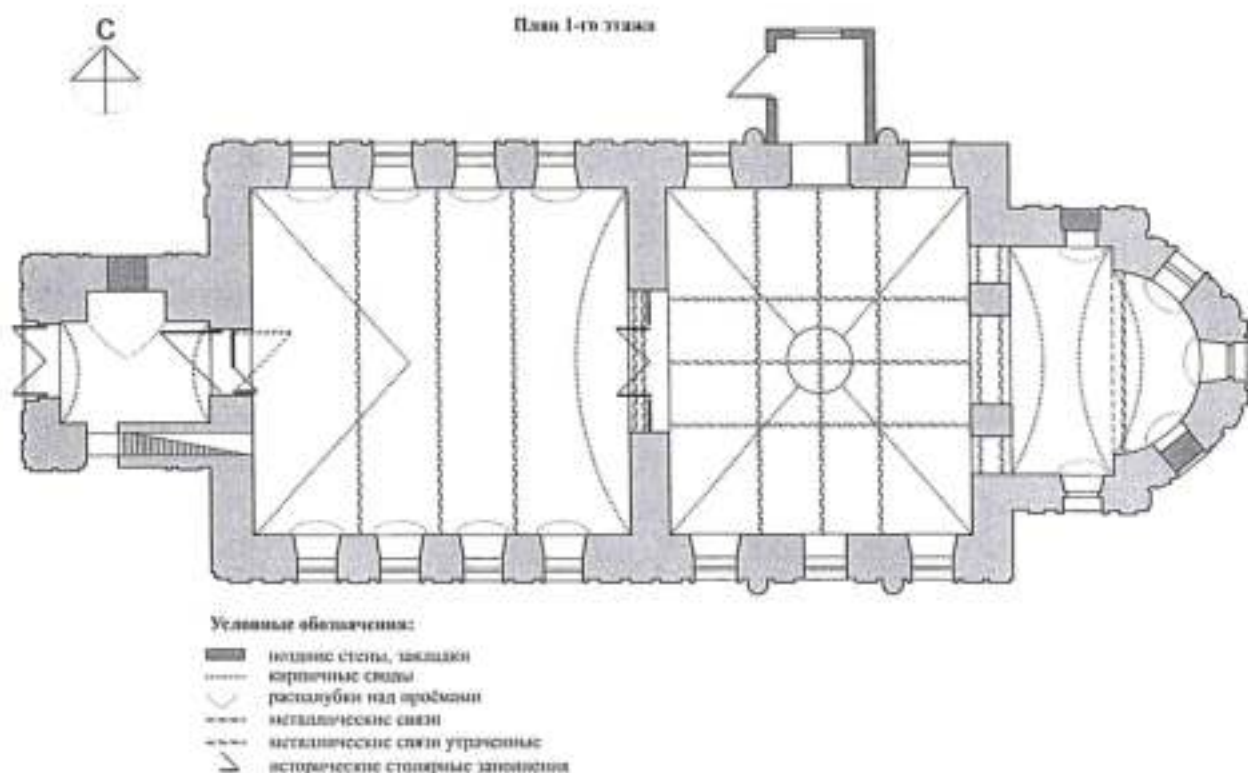 План 1-го этажа
С
Условные обозначения:
поздние стены, закладки
кирпичные своды
распалубки над проёмами
металлические связи
металлические связи утраченные
исторические столярные заполнения